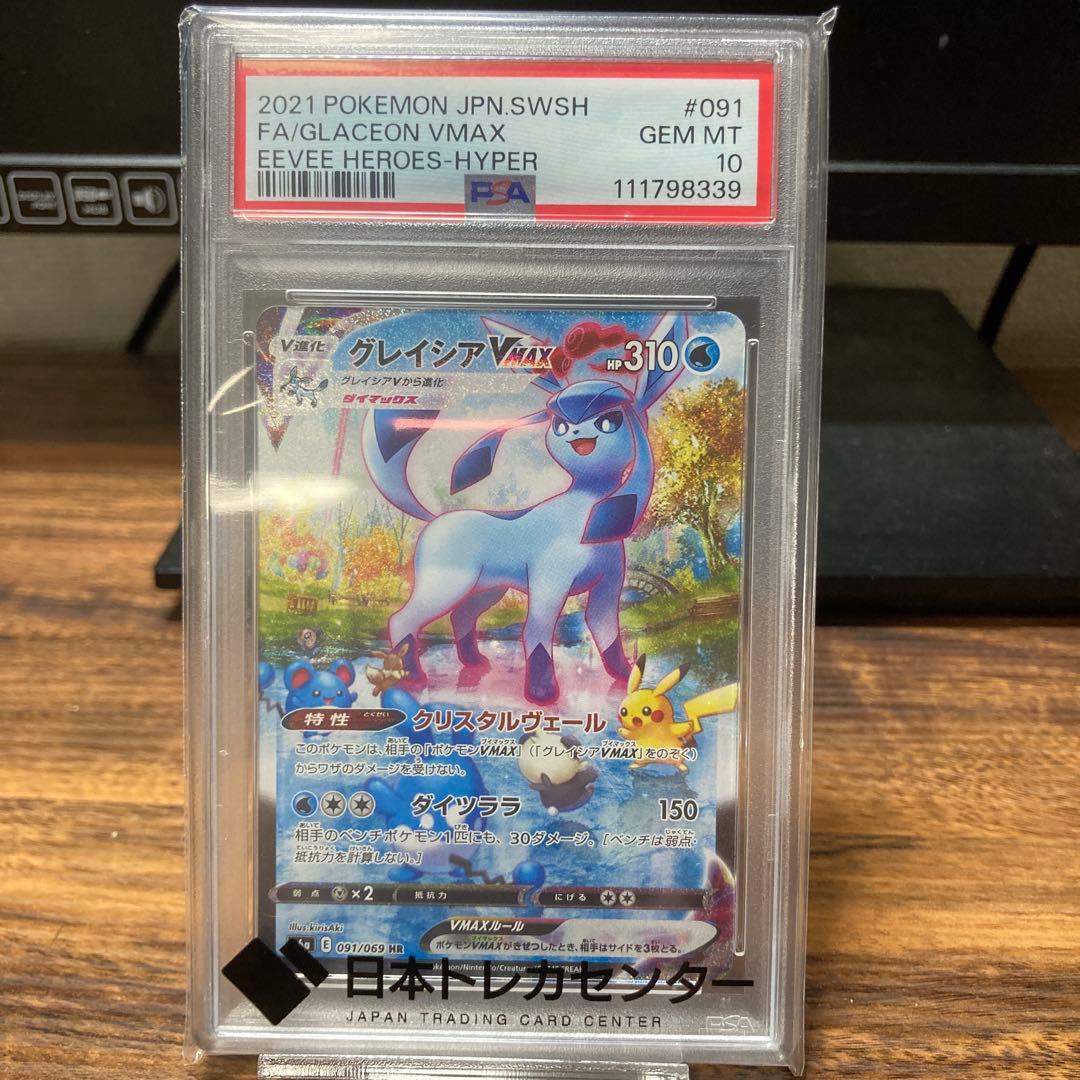 2021 POKEMON JPN.SWSH #091
FA/GLACEON VMAX GEM MT
EEVEE HEROES-HYPER 10
PSA 111798339
V進化 グレイシアVMAX HP310
グレイシアVから進化
ダイマックス
特性 とくせい クリスタルヴェール
このポケモンは、相手の「ポケモンVMAX」(「グレイシアVMAX」をのぞく)
からワザのダメージを受けない。
ダイツララ 150
相手のベンチポケモン1匹にも、30ダメージ。[ベンチは弱点・
抵抗力を計算しない。]
弱点 ×2 抵抗力 にげる
Illus.kirisAki
E 091/069 HR
VMAXルール
ポケモンVMAXがきぜつしたとき、相手はサイドを3枚とる。
日本トレカセンター
JAPAN TRADING CARD CENTER
PSA